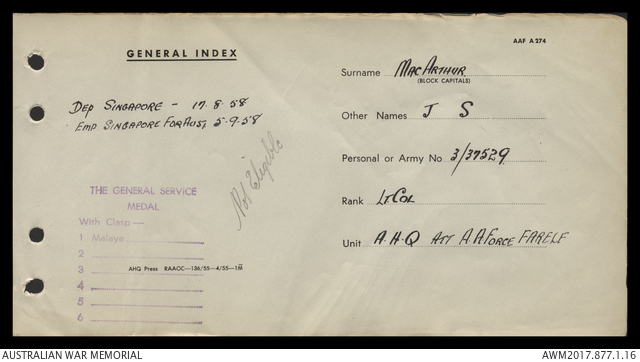 AAF A 274
GENERAL INDEX
Surname MacArthur
(BLOCK CAPITALS)
Dep Singapore - 17.8.58
Emp Singapore For Aust, 5.9.58
Other Names J S
Not Eligible
Personal or Army No 3/37529
THE GENERAL SERVICE
MEDAL
With Clasp—
1 Malaya
2
3
4
5
6
Rank Lt Col
Unit A.H.Q Att A.A Force FARELF
AHQ Press RAAOC—136/55—4/55—1M
AUSTRALIAN WAR MEMORIAL
AWM2017.877.1.16